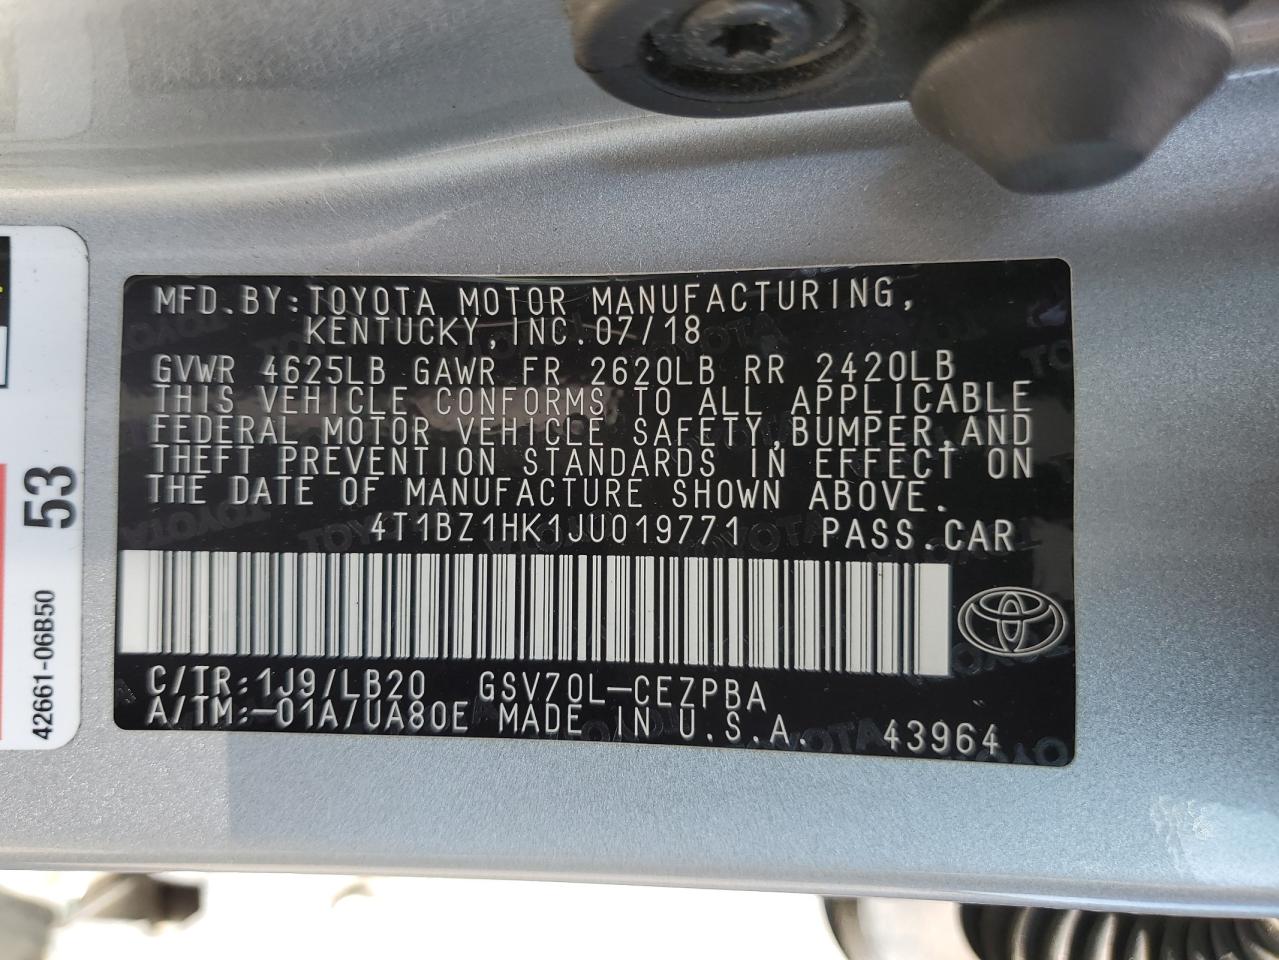 MFD.BY:TOYOTA MOTOR MANUFACTURING,
KENTUCKY,INC.07/18
GVWR 4625LB GAWR FR 2620LB RR 2420LB
THIS VEHICLE CONFORMS TO ALL APPLICABLE
FEDERAL MOTOR VEHICLE SAFETY,BUMPER,AND
THEFT PREVENTION STANDARDS IN EFFECT ON
THE DATE OF MANUFACTURE SHOWN ABOVE.
4T1BZ1HK1JU019771 PASS.CAR
C/TR:1J9/LB20 GSV70L-CEZPBA
A/TM:-01A/UA80E MADE IN U.S.A. 43964
53
42661-06B50